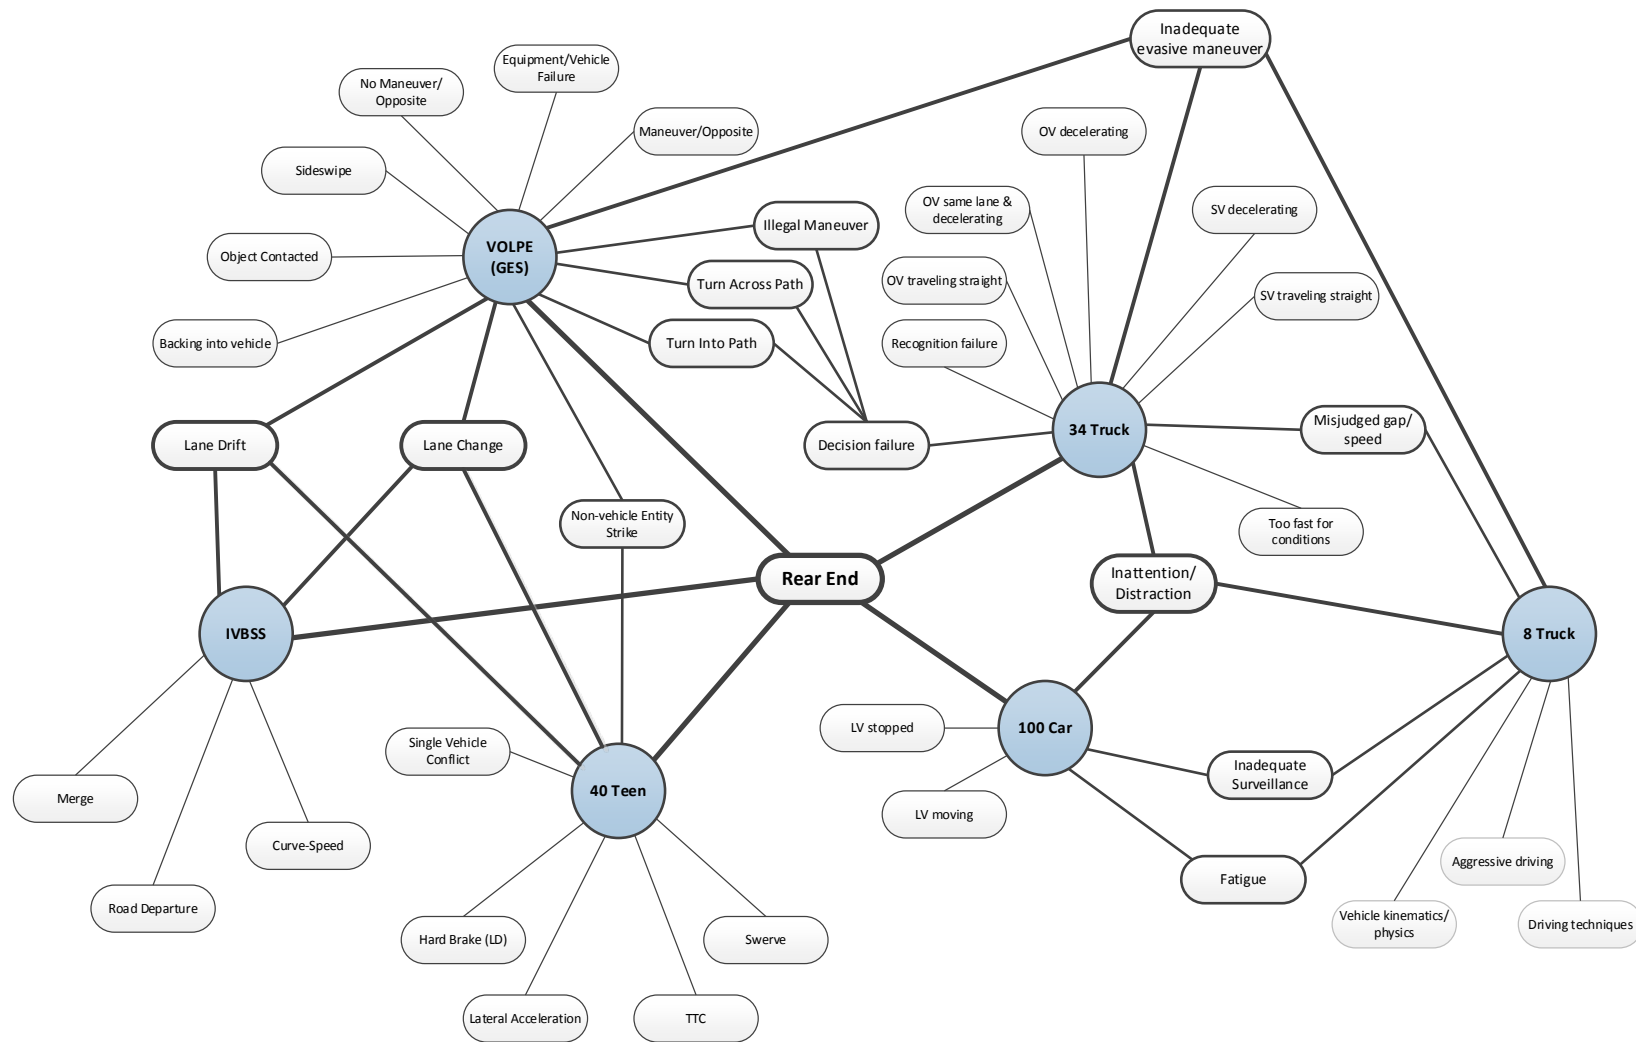 Inadequate
evasive maneuver
Equipment/Vehicle
Failure
No Maneuver/
Opposite
Maneuver/Opposite
OV decelerating
Sideswipe
OV same lane &
decelerating
SV decelerating
Illegal Maneuver
VOLPE
(GES)
Object Contacted
Turn Across Path
OV traveling straight
SV traveling straight
Backing into vehicle
Turn Into Path
Recognition failure
Lane Drift
Lane Change
Decision failure
34 Truck
Misjudged gap/
speed
Non-vehicle Entity
Strike
Too fast for
conditions
Rear End
Inattention/
Distraction
IVBSS
8 Truck
LV stopped
100 Car
Single Vehicle
Conflict
Inadequate
Surveillance
Merge
40 Teen
LV moving
Curve-Speed
Aggressive driving
Fatigue
Road Departure
Vehicle kinematics/
physics
Driving techniques
Hard Brake (LD)
Swerve
Lateral Acceleration
TTC